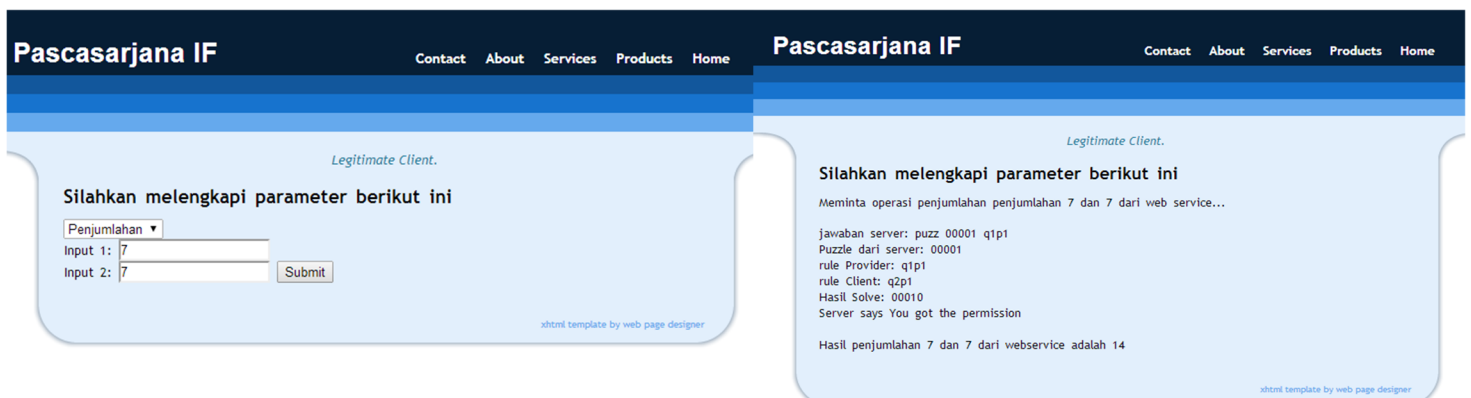 Pascasarjana IF
Contact About Services Products Home
Legitimate Client.
Silahkan melengkapi parameter berikut ini
Penjumlahan ▼
Input 1: 7
Input 2: 7 Submit
xhtml template by web page designer
Pascasarjana IF
Contact About Services Products Home
Legitimate Client.
Silahkan melengkapi parameter berikut ini
Meminta operasi penjumlahan penjumlahan 7 dan 7 dari web service...
jawaban server: puzz 00001 q1p1
Puzzle dari server: 00001
rule Provider: q1p1
rule Client: q2p1
Hasil Solve: 00010
Server says You got the permission
Hasil penjumlahan 7 dan 7 dari webservice adalah 14
xhtml template by web page designer